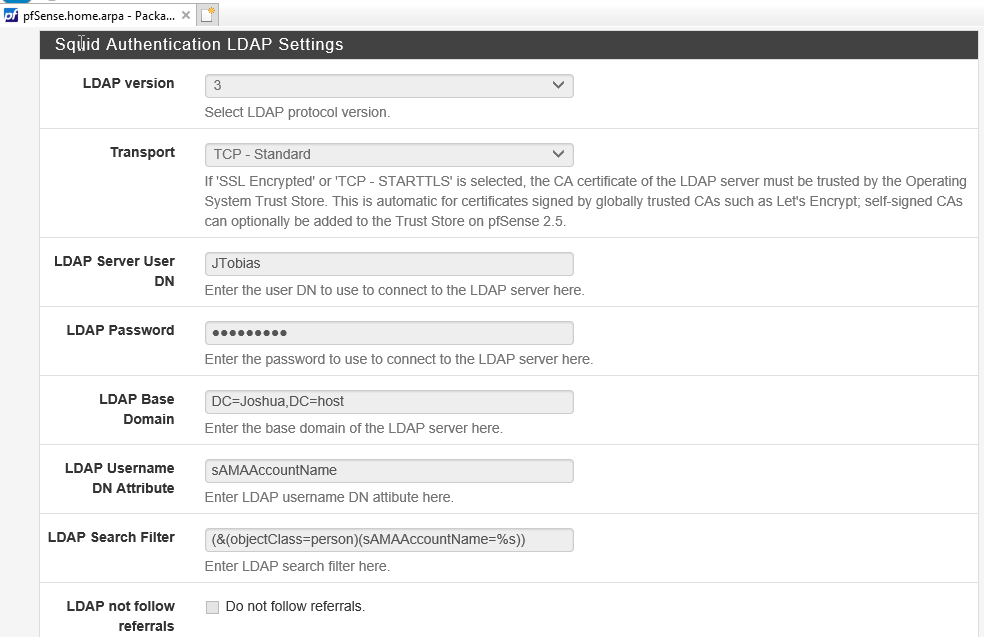 pf pfSense.home.arpa - Packa...
Squid Authentication LDAP Settings
LDAP version
3
Select LDAP protocol version.
Transport
TCP - Standard
If 'SSL Encrypted' or 'TCP - STARTTLS' is selected, the CA certificate of the LDAP server must be trusted by the Operating
System Trust Store. This is automatic for certificates signed by globally trusted CAs such as Let's Encrypt; self-signed CAs
can optionally be added to the Trust Store on pfSense 2.5.
LDAP Server User
DN
JTobias
Enter the user DN to use to connect to the LDAP server here.
LDAP Password
●●●●●●●●●
Enter the password to use to connect to the LDAP server here.
LDAP Base
Domain
DC=Joshua,DC=host
Enter the base domain of the LDAP server here.
LDAP Username
DN Attribute
sAMAAccountName
Enter LDAP username DN attibute here.
LDAP Search Filter
(&(objectClass=person)(sAMAAccountName=%s))
Enter LDAP search filter here.
LDAP not follow
referrals
Do not follow referrals.